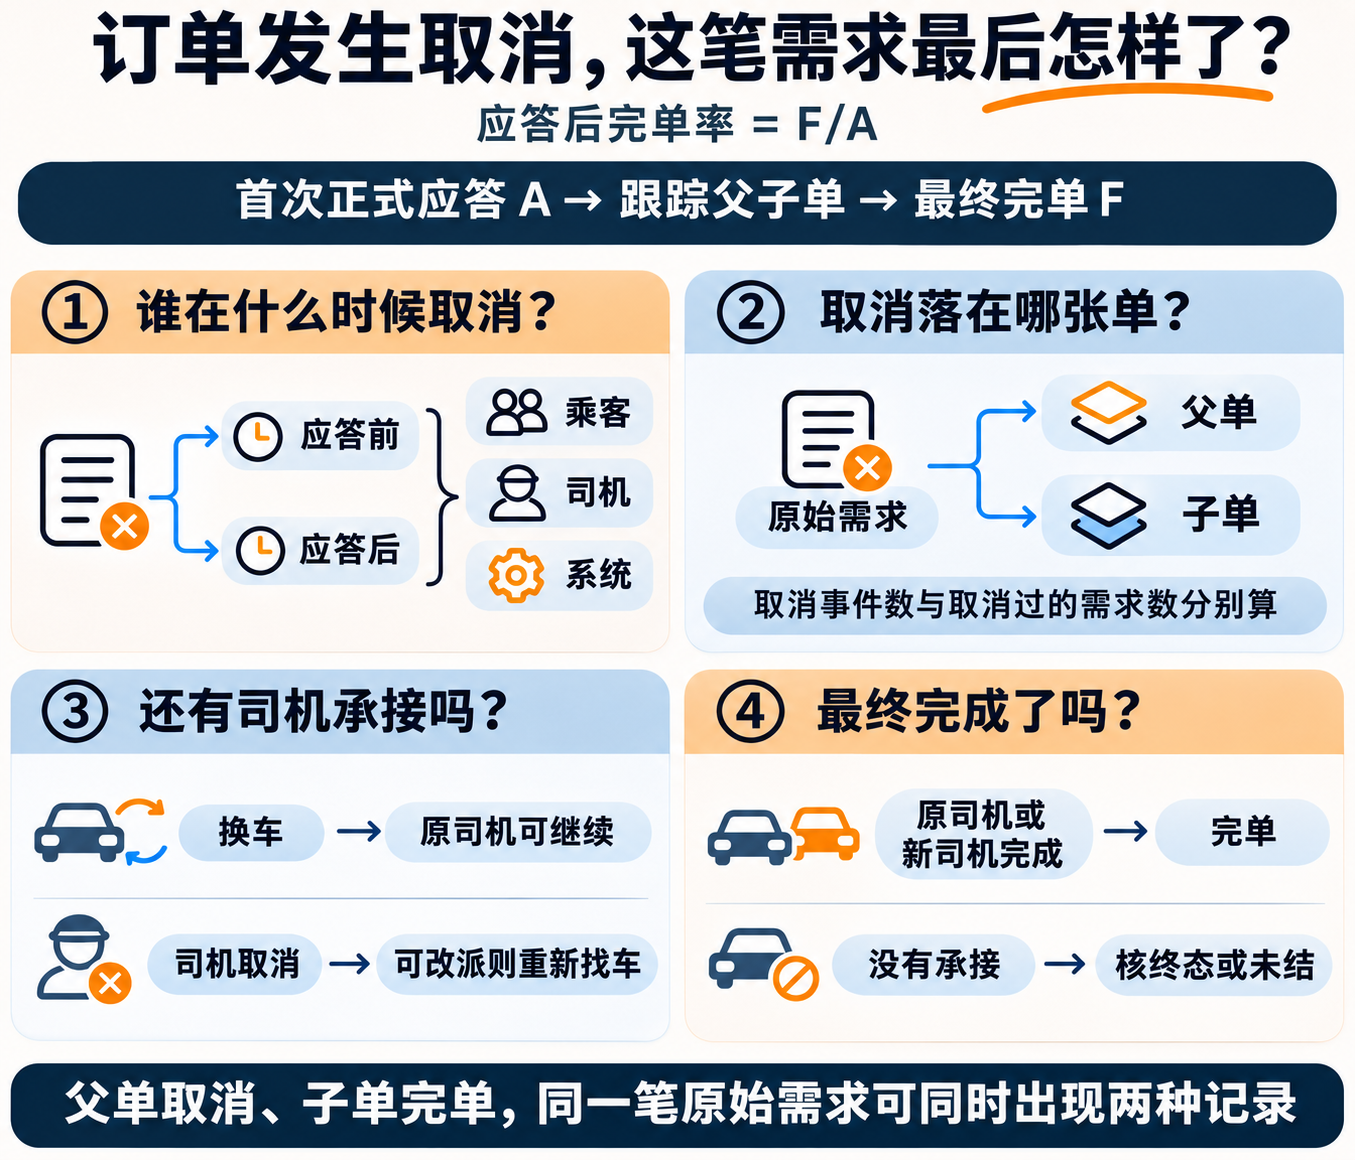 订单发生取消，这笔需求最后怎样了？
应答后完单率 = F/A
首次正式应答 A → 跟踪父子单 → 最终完单 F
① 谁在什么时候取消？
应答前
应答后
乘客
司机
系统
② 取消落在哪张单？
原始需求
父单
子单
取消事件数与取消过的需求数分别算
③ 还有司机承接吗？
换车 → 原司机可继续
司机取消 → 可改派则重新找车
④ 最终完成了吗？
原司机或
新司机完成 → 完单
没有承接 → 核终态或未结
父单取消、子单完单，同一笔原始需求可同时出现两种记录